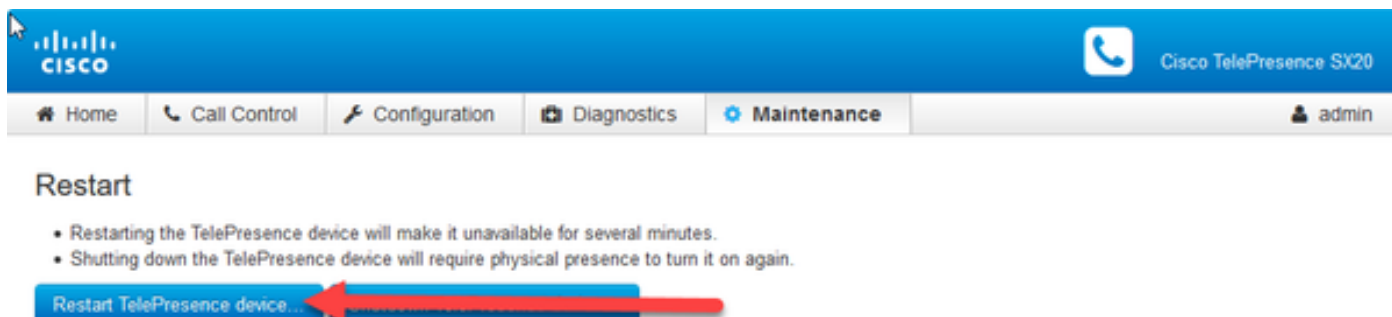 CISCO
Cisco TelePresence SX20
Home Call Control Configuration Diagnostics Maintenance admin
Restart
• Restarting the TelePresence device will make it unavailable for several minutes.
• Shutting down the TelePresence device will require physical presence to turn it on again.
Restart TelePresence device...